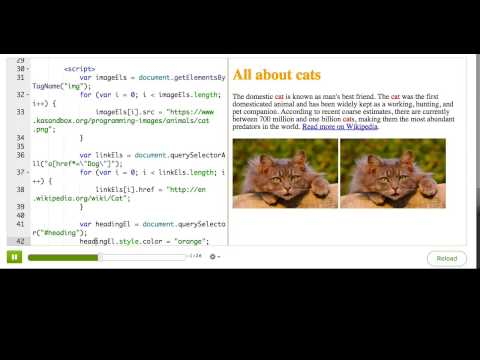 29
30 <script>
31 var imageEls = document.getElementsBy
TagName("img");
32 for (var i = 0; i < imageEls.length;
i++) {
33 imageEls[i].src = "https://www
.kasandbox.org/programming-images/animals/cat
.png";
34 }
35
36 var linkEls = document.querySelectorA
ll("a[href*=\"Dog\"]");
37 for (var i = 0; i < linkEls.length; i
++) {
38 linkEls[i].href = "http://en
.wikipedia.org/wiki/Cat";
39 }
40
41 var headingEl = document.querySelecto
r("#heading");
42 headingEl.style.color = "orange";
All about cats
The domestic cat is known as man's best friend. The cat was the first
domesticated animal and has been widely kept as a working, hunting, and
pet companion. According to recent coarse estimates, there are currently
between 700 million and one billion cats, making them the most abundant
predators in the world. Read more on Wikipedia.
Reload